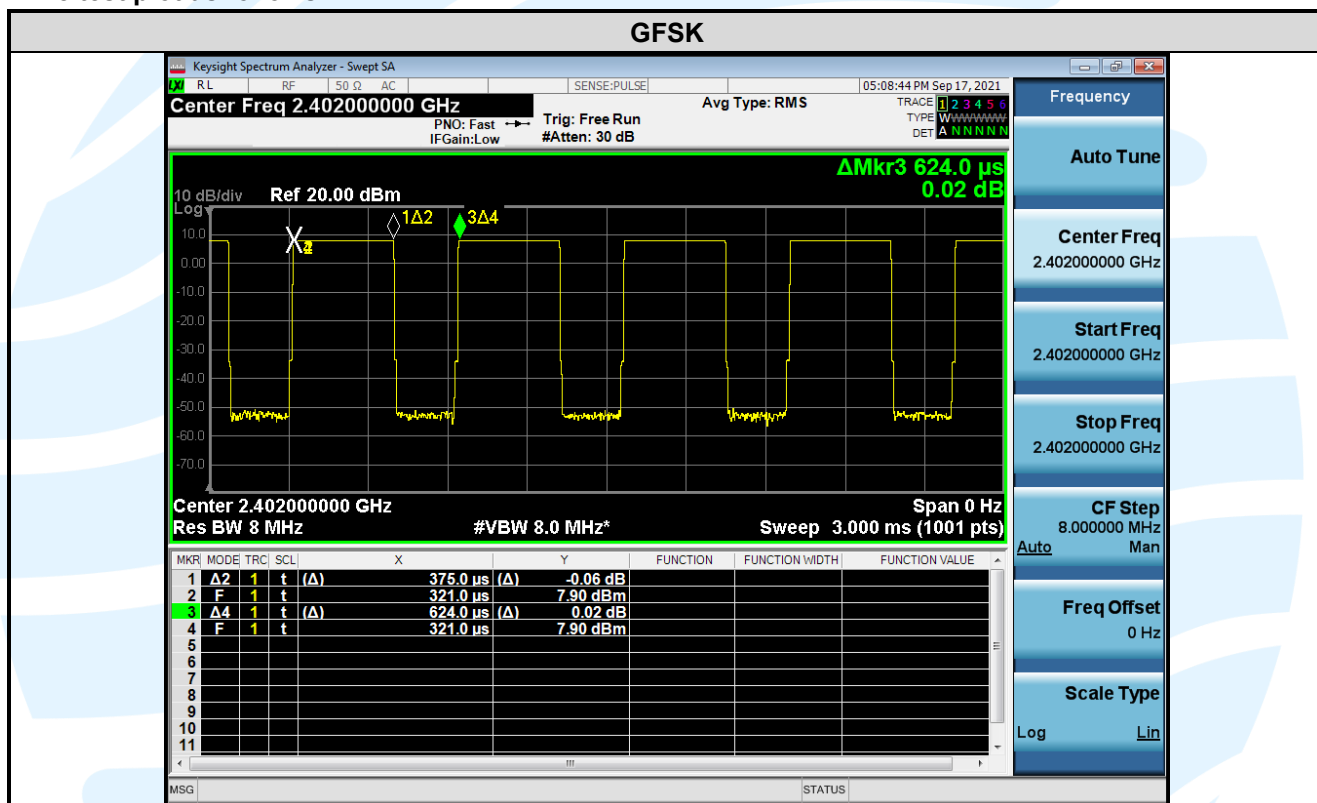 GFSK
Keysight Spectrum Analyzer - Swept SA
LXI RL RF 50 Ω AC SENSE:PULSE 05:08:44 PM Sep 17, 2021
Center Freq 2.402000000 GHz Avg Type: RMS TRACE 1 2 3 4 5 6
PNO: Fast Trig: Free Run TYPE WWWWWW
IFGain:Low #Atten: 30 dB DET A N N N N N
ΔMkr3 624.0 µs
10 dB/div Ref 20.00 dBm 0.02 dB
Log
1Δ2 3Δ4
10.0
0.00
-10.0
-20.0
-30.0
-40.0
-50.0
-60.0
-70.0
Center 2.402000000 GHz Span 0 Hz
Res BW 8 MHz #VBW 8.0 MHz* Sweep 3.000 ms (1001 pts)
MKR MODE TRC SCL X Y FUNCTION FUNCTION WIDTH FUNCTION VALUE
1 Δ2 1 t (Δ) 375.0 µs (Δ) -0.06 dB
2 F 1 t 321.0 µs 7.90 dBm
3 Δ4 1 t (Δ) 624.0 µs (Δ) 0.02 dB
4 F 1 t 321.0 µs 7.90 dBm
5
6
7
8
9
10
11
MSG STATUS
Frequency
Auto Tune
Center Freq
2.402000000 GHz
Start Freq
2.402000000 GHz
Stop Freq
2.402000000 GHz
CF Step
8.000000 MHz
Auto Man
Freq Offset
0 Hz
Scale Type
Log Lin